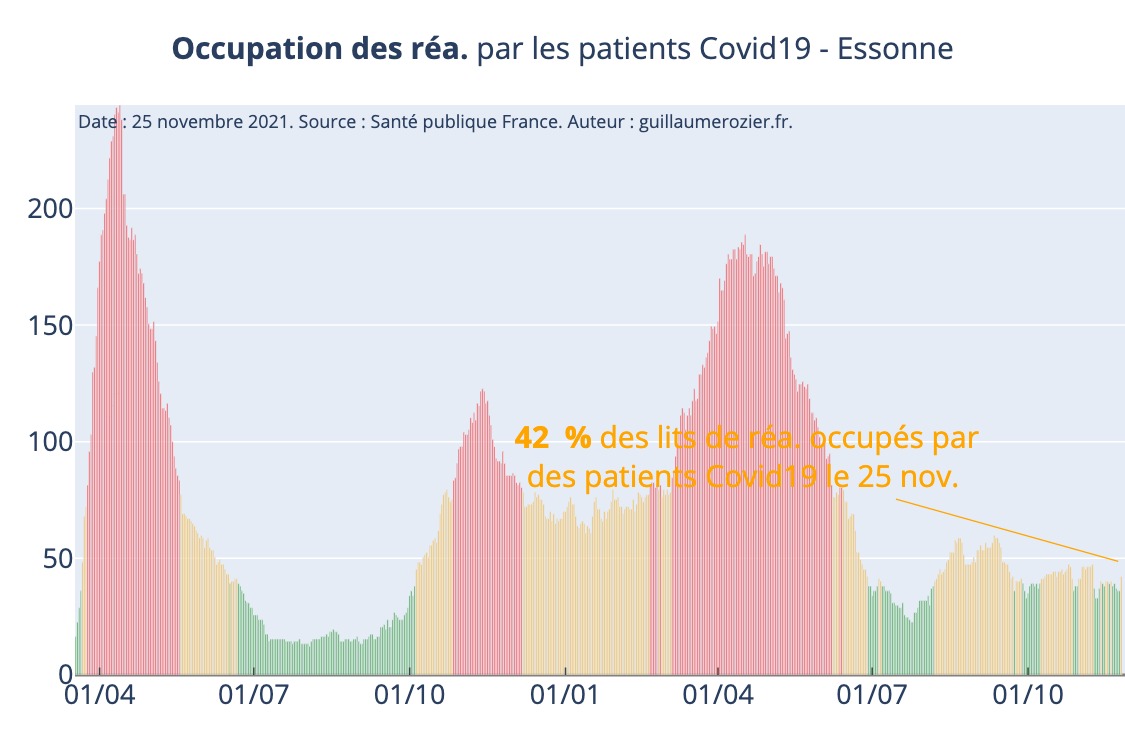 Occupation des réa. par les patients Covid19 - Essonne
Date : 25 novembre 2021. Source : Santé publique France. Auteur : guillaumerozier.fr.
200
150
100
42 % des lits de réa. occupés par
des patients Covid19 le 25 nov.
50
0
01/04 01/07 01/10 01/01 01/04 01/07 01/10